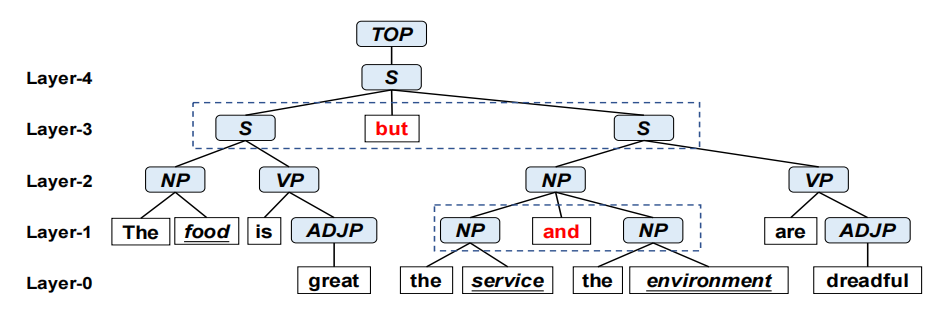 TOP
Layer-4 S
Layer-3 S but S
Layer-2 NP VP NP VP
Layer-1 The food is ADJP NP and NP are ADJP
Layer-0 great the service the environment dreadful